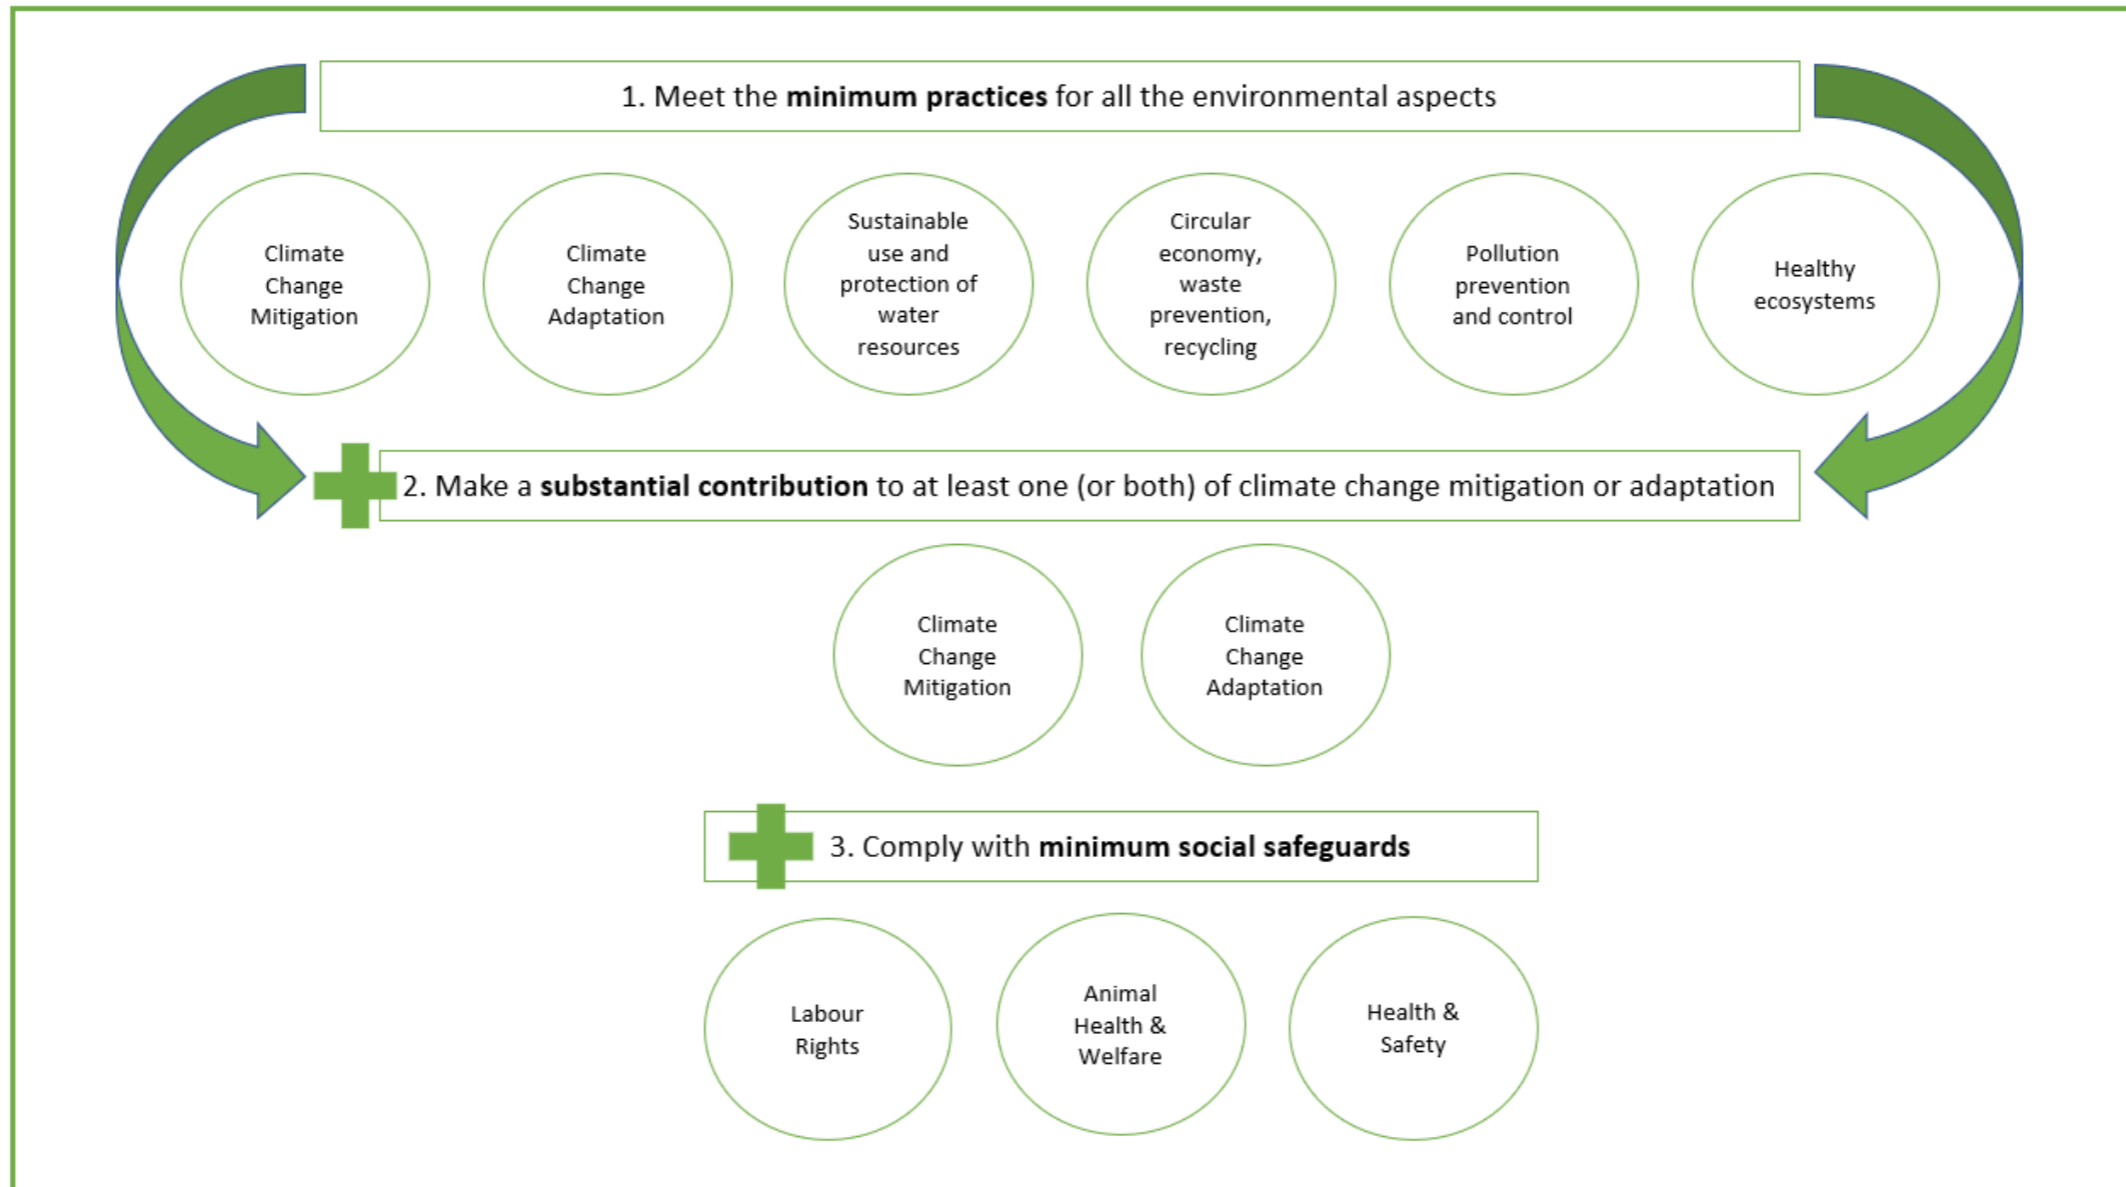 1. Meet the minimum practices for all the environmental aspects
Climate
Change
Mitigation
Climate
Change
Adaptation
Sustainable
use and
protection of
water
resources
Circular
economy,
waste
prevention,
recycling
Pollution
prevention
and control
Healthy
ecosystems
2. Make a substantial contribution to at least one (or both) of climate change mitigation or adaptation
Climate
Change
Mitigation
Climate
Change
Adaptation
3. Comply with minimum social safeguards
Labour
Rights
Animal
Health &
Welfare
Health &
Safety